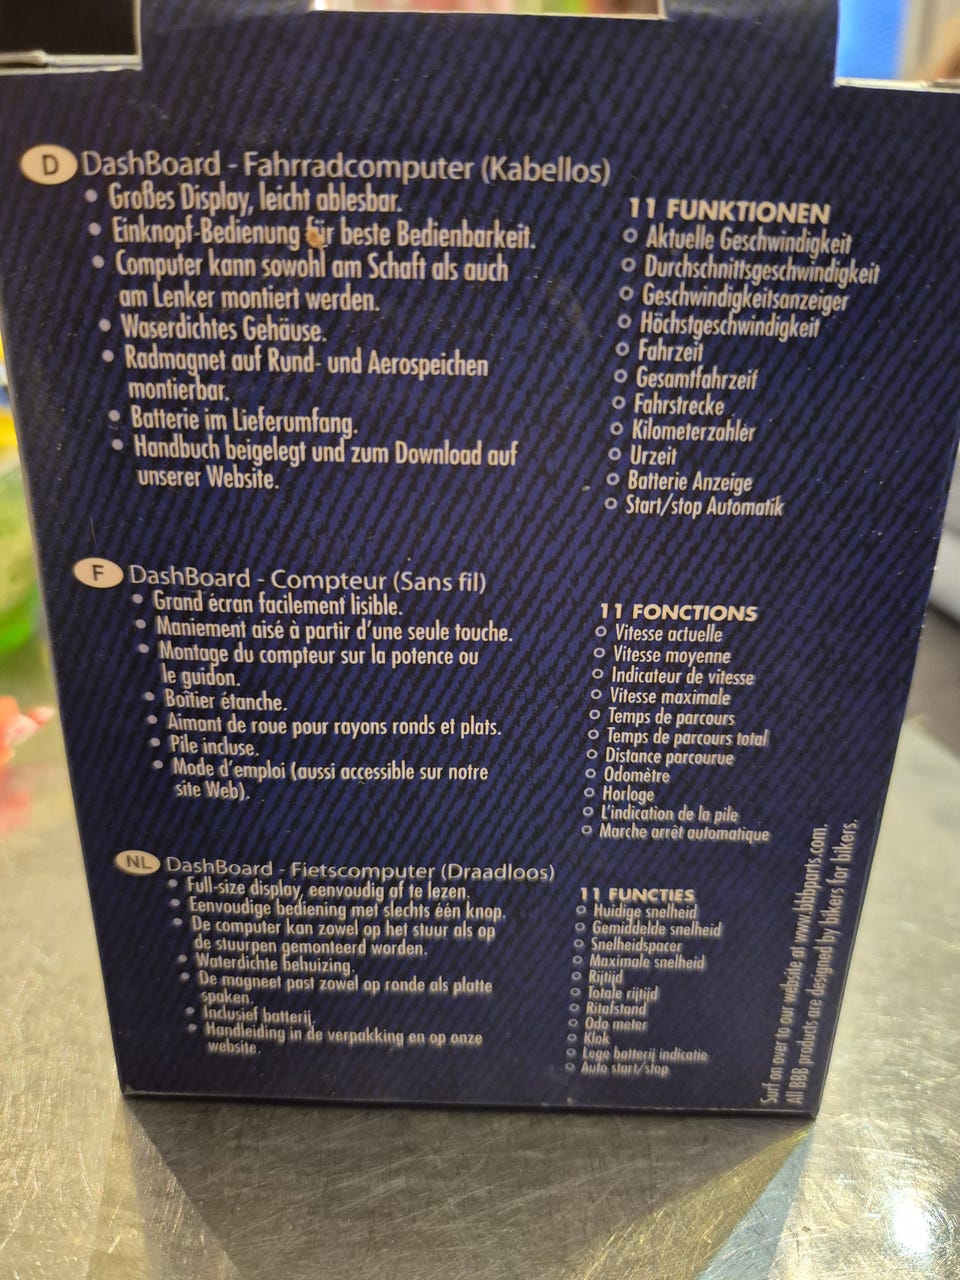 D DashBoard - Fahrradcomputer (Kabellos)
• Großes Display, leicht ablesbar.
• Einknopf-Bedienung für beste Bedienbarkeit.
• Computer kann sowohl am Schaft als auch
am Lenker montiert werden.
• Waserdichtes Gehäuse.
• Radmagnet auf Rund- und Aerospeichen
montierbar.
• Batterie im Lieferumfang.
• Handbuch beigelegt und zum Download auf
unserer Website.
11 FUNKTIONEN
Aktuelle Geschwindigkeit
Durchschnittsgeschwindigkeit
Geschwindigkeitsanzeiger
Höchstgeschwindigkeit
Fahrzeit
Gesamtfahrzeit
Fahrstrecke
Kilometerzahler
Urzeit
Batterie Anzeige
Start/stop Automatik
F DashBoard - Compteur (Sans fil)
• Grand écran facilement lisible.
• Maniement aisé à partir d'une seule touche.
• Montage du compteur sur la potence ou
le guidon.
• Boîtier étanche.
• Aimant de roue pour rayons ronds et plats.
• Pile incluse.
• Mode d'emploi (aussi accessible sur notre
site Web).
11 FONCTIONS
Vitesse actuelle
Vitesse moyenne
Indicateur de vitesse
Vitesse maximale
Temps de parcours
Temps de parcours total
Distance parcourue
Odomètre
Horloge
L'indication de la pile
Marche arrêt automatique
NL DashBoard - Fietscomputer (Draadloos)
• Full-size display, eenvoudig af te lezen.
• Eenvoudige bediening met slechts één knop.
• De computer kan zowel op het stuur als op
de stuurpen gemonteerd worden.
• Waterdichte behuizing.
• De magneet past zowel op ronde als platte
spaken.
• Inclusief batterij.
• Handleiding in de verpakking en op onze
website.
11 FUNCTIES
Huidige snelheid
Gemiddelde snelheid
Snelheidspacer
Maximale snelheid
Rijtijd
Totale rijtijd
Ritafstand
Odo meter
Klok
Lege batterij indicatie
Auto start/stop
Surf on over to our website at www.bbbparts.com.
All BBB products are designed by bikers for bikers.